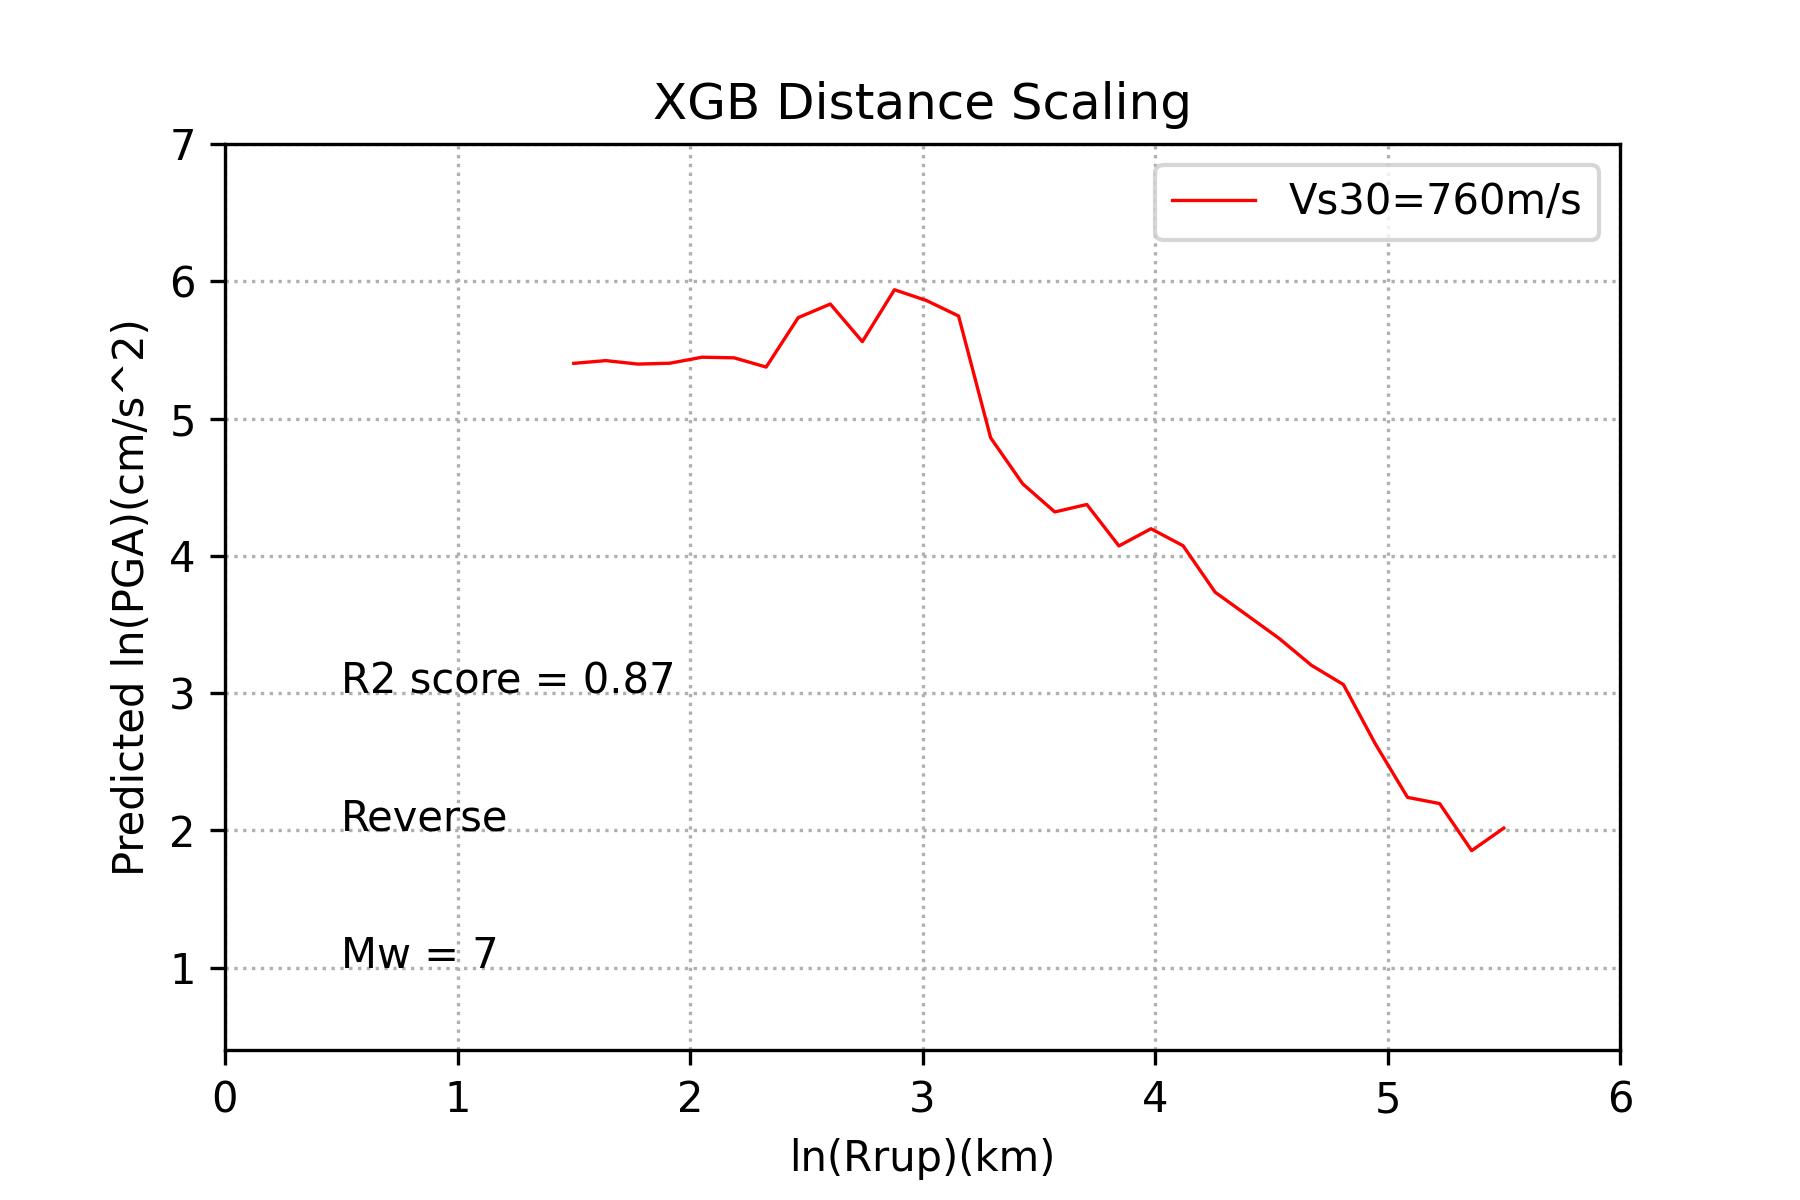 XGB Distance Scaling
7
6
5
4
3
2
1
Predicted ln(PGA)(cm/s^2)
Vs30=760m/s
R2 score = 0.87
Reverse
Mw = 7
0 1 2 3 4 5 6
ln(Rrup)(km)